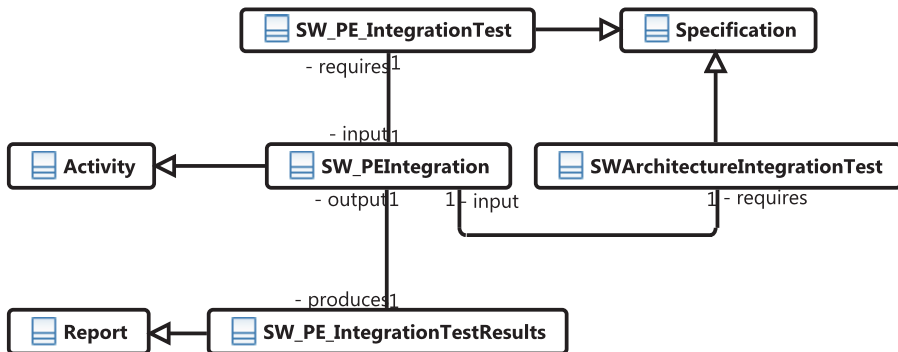 SW_PE_IntegrationTest
Specification
- requires 1
- input 1
Activity
SW_PEIntegration
SWArchitectureIntegrationTest
- output 1
1 - input
1 - requires
- produces 1
Report
SW_PE_IntegrationTestResults